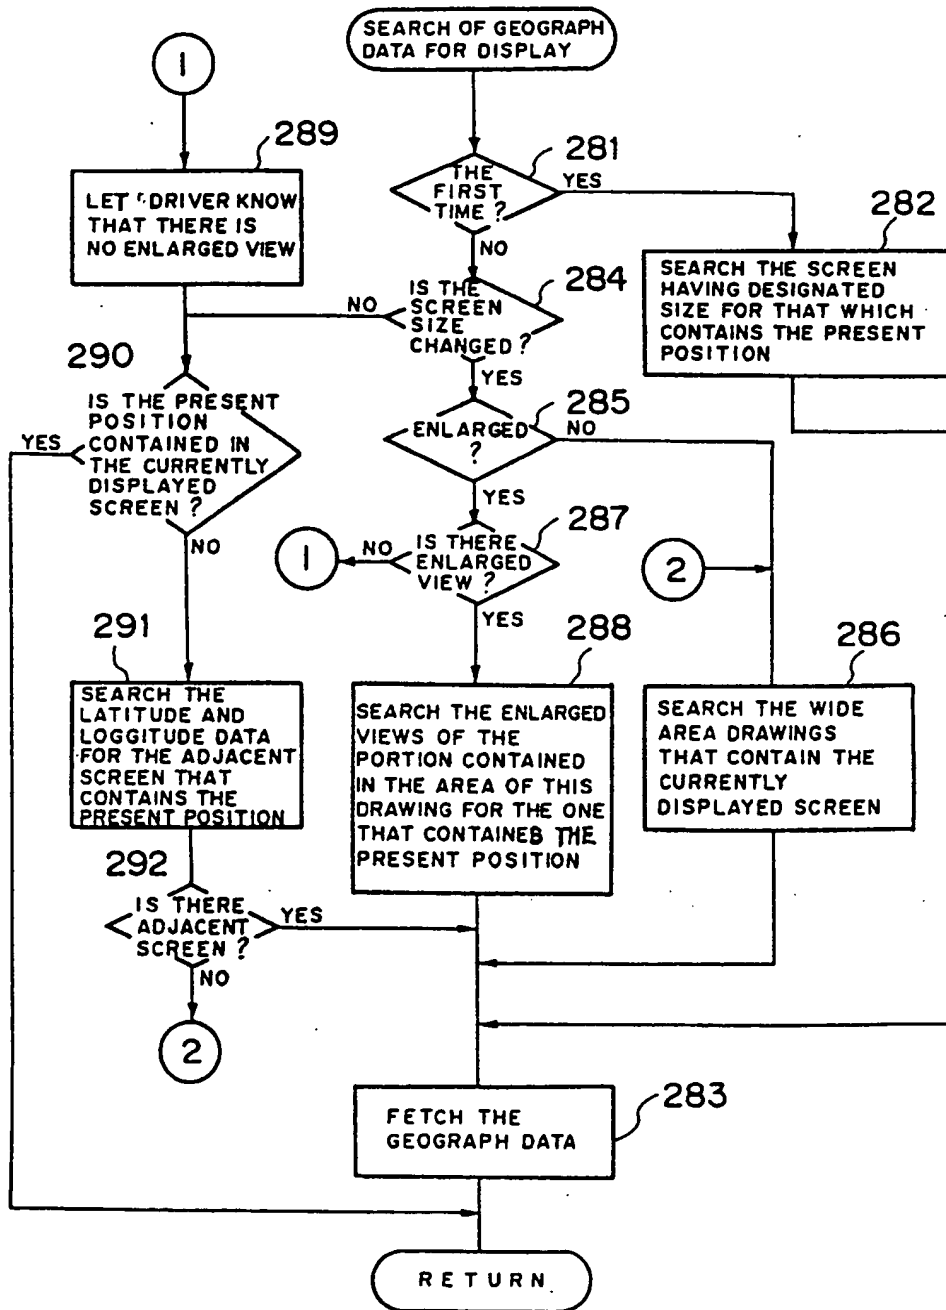 SEARCH OF GEOGRAPH
DATA FOR DISPLAY
1
289
LET DRIVER KNOW
THAT THERE IS
NO ENLARGED VIEW
281
THE
FIRST
TIME?
YES
NO
282
SEARCH THE SCREEN
HAVING DESIGNATED
SIZE FOR THAT WHICH
CONTAINS THE PRESENT
POSITION
284
IS THE
SCREEN
SIZE
CHANGED?
NO
YES
290
IS THE PRESENT
POSITION
CONTAINED IN
THE CURRENTLY
DISPLAYED
SCREEN?
YES
NO
285
ENLARGED
?
NO
YES
287
IS THERE
ENLARGED
VIEW?
NO
1
YES
2
291
SEARCH THE
LATITUDE AND
LOGGITUDE DATA
FOR THE ADJACENT
SCREEN THAT
CONTAINS THE
PRESENT POSITION
288
SEARCH THE ENLARGED
VIEWS OF THE
PORTION CONTAINED
IN THE AREA OF THIS
DRAWING FOR THE ONE
THAT CONTAINEB THE
PRESENT POSITION
286
SEARCH THE WIDE
AREA DRAWINGS
THAT CONTAIN THE
CURRENTLY
DISPLAYED SCREEN
292
IS THERE
ADJACENT
SCREEN?
YES
NO
2
283
FETCH THE
GEOGRAPH DATA
RETURN